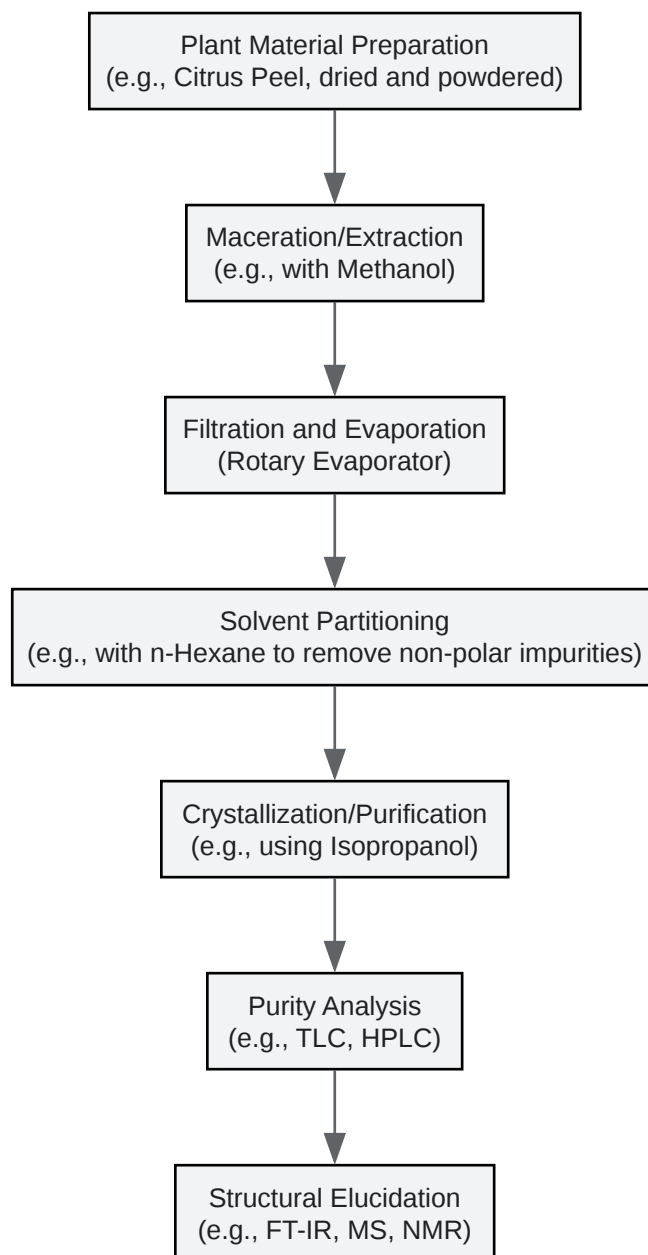 Plant Material Preparation
(e.g., Citrus Peel, dried and powdered)
Maceration/Extraction
(e.g., with Methanol)
Filtration and Evaporation
(Rotary Evaporator)
Solvent Partitioning
(e.g., with n-Hexane to remove non-polar impurities)
Crystallization/Purification
(e.g., using Isopropanol)
Purity Analysis
(e.g., TLC, HPLC)
Structural Elucidation
(e.g., FT-IR, MS, NMR)